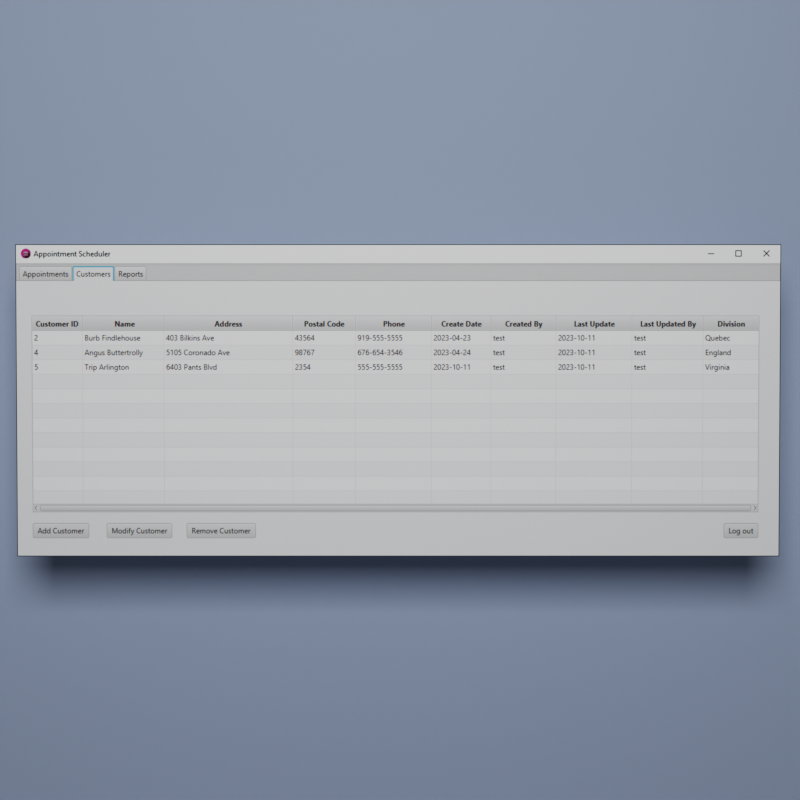 Appointment Scheduler
Appointments Customers Reports
Customer ID Name Address Postal Code Phone Create Date Created By Last Update Last Updated By Division
2 Burb Findlehouse 403 Bilkins Ave 43564 919-555-5555 2023-04-23 test 2023-10-11 test Quebec
4 Angus Buttertrolly 5105 Coronado Ave 98767 676-654-3546 2023-04-24 test 2023-10-11 test England
5 Trip Arlington 6403 Pants Blvd 2354 555-555-5555 2023-10-11 test 2023-10-11 test Virginia
Add Customer Modify Customer Remove Customer Log out